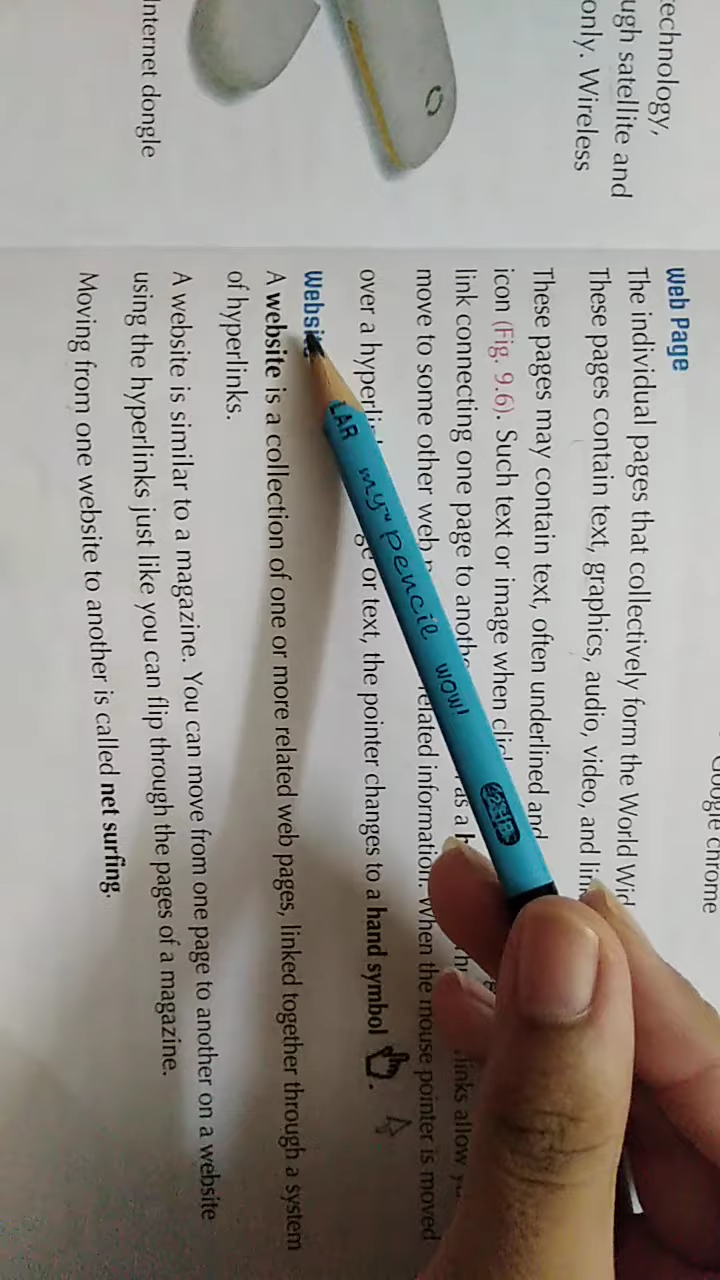 technology,
ugh satellite and
only. Wireless
Internet dongle
Google Chrome
Web Page
The individual pages that collectively form the World Wid
These pages contain text, graphics, audio, video, and lin
These pages may contain text, often underlined and
icon (Fig. 9.6). Such text or image when clic
link connecting one page to anothe as a h links allow y
move to some other web related information. When the mouse pointer is moved
over a hyperli ge or text, the pointer changes to a hand symbol .
Website
A website is a collection of one or more related web pages, linked together through a system
of hyperlinks.
A website is similar to a magazine. You can move from one page to another on a website
using the hyperlinks just like you can flip through the pages of a magazine.
Moving from one website to another is called net surfing.
LAR my pencil wow!